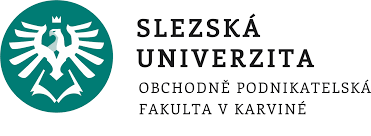 SLEZSKÁ
UNIVERZITA
OBCHODNĚ PODNIKATELSKÁ
FAKULTA V KARVINÉ